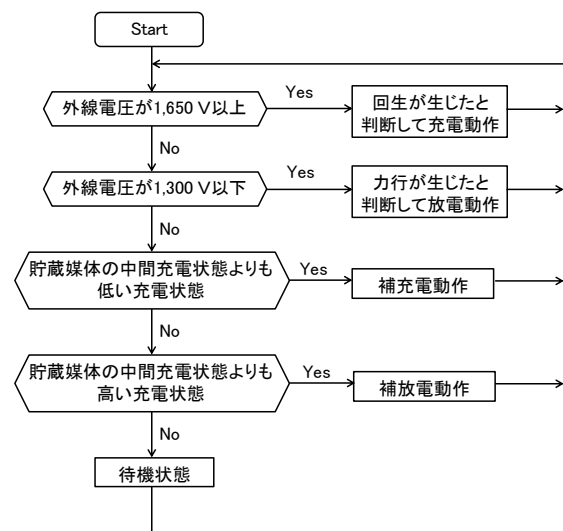 Start
外線電圧が1,650 V以上
Yes
回生が生じたと
判断して充電動作
No
外線電圧が1,300 V以下
Yes
力行が生じたと
判断して放電動作
No
貯蔵媒体の中間充電状態よりも
低い充電状態
Yes
補充電動作
No
貯蔵媒体の中間充電状態よりも
高い充電状態
Yes
補放電動作
No
待機状態